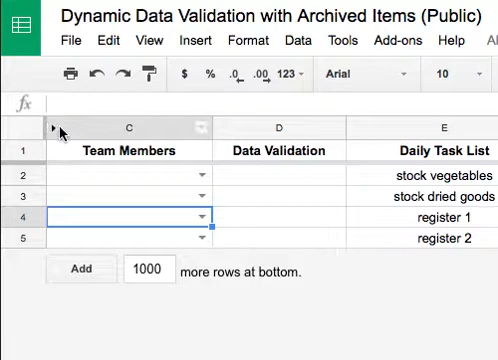 Dynamic Data Validation with Archived Items (Public)
File Edit View Insert Format Data Tools Add-ons Help
$ % .0 .00 123 Arial 10
fx
C D E
1 Team Members Data Validation Daily Task List
2 stock vegetables
3 stock dried goods
4 register 1
5 register 2
Add 1000 more rows at bottom.